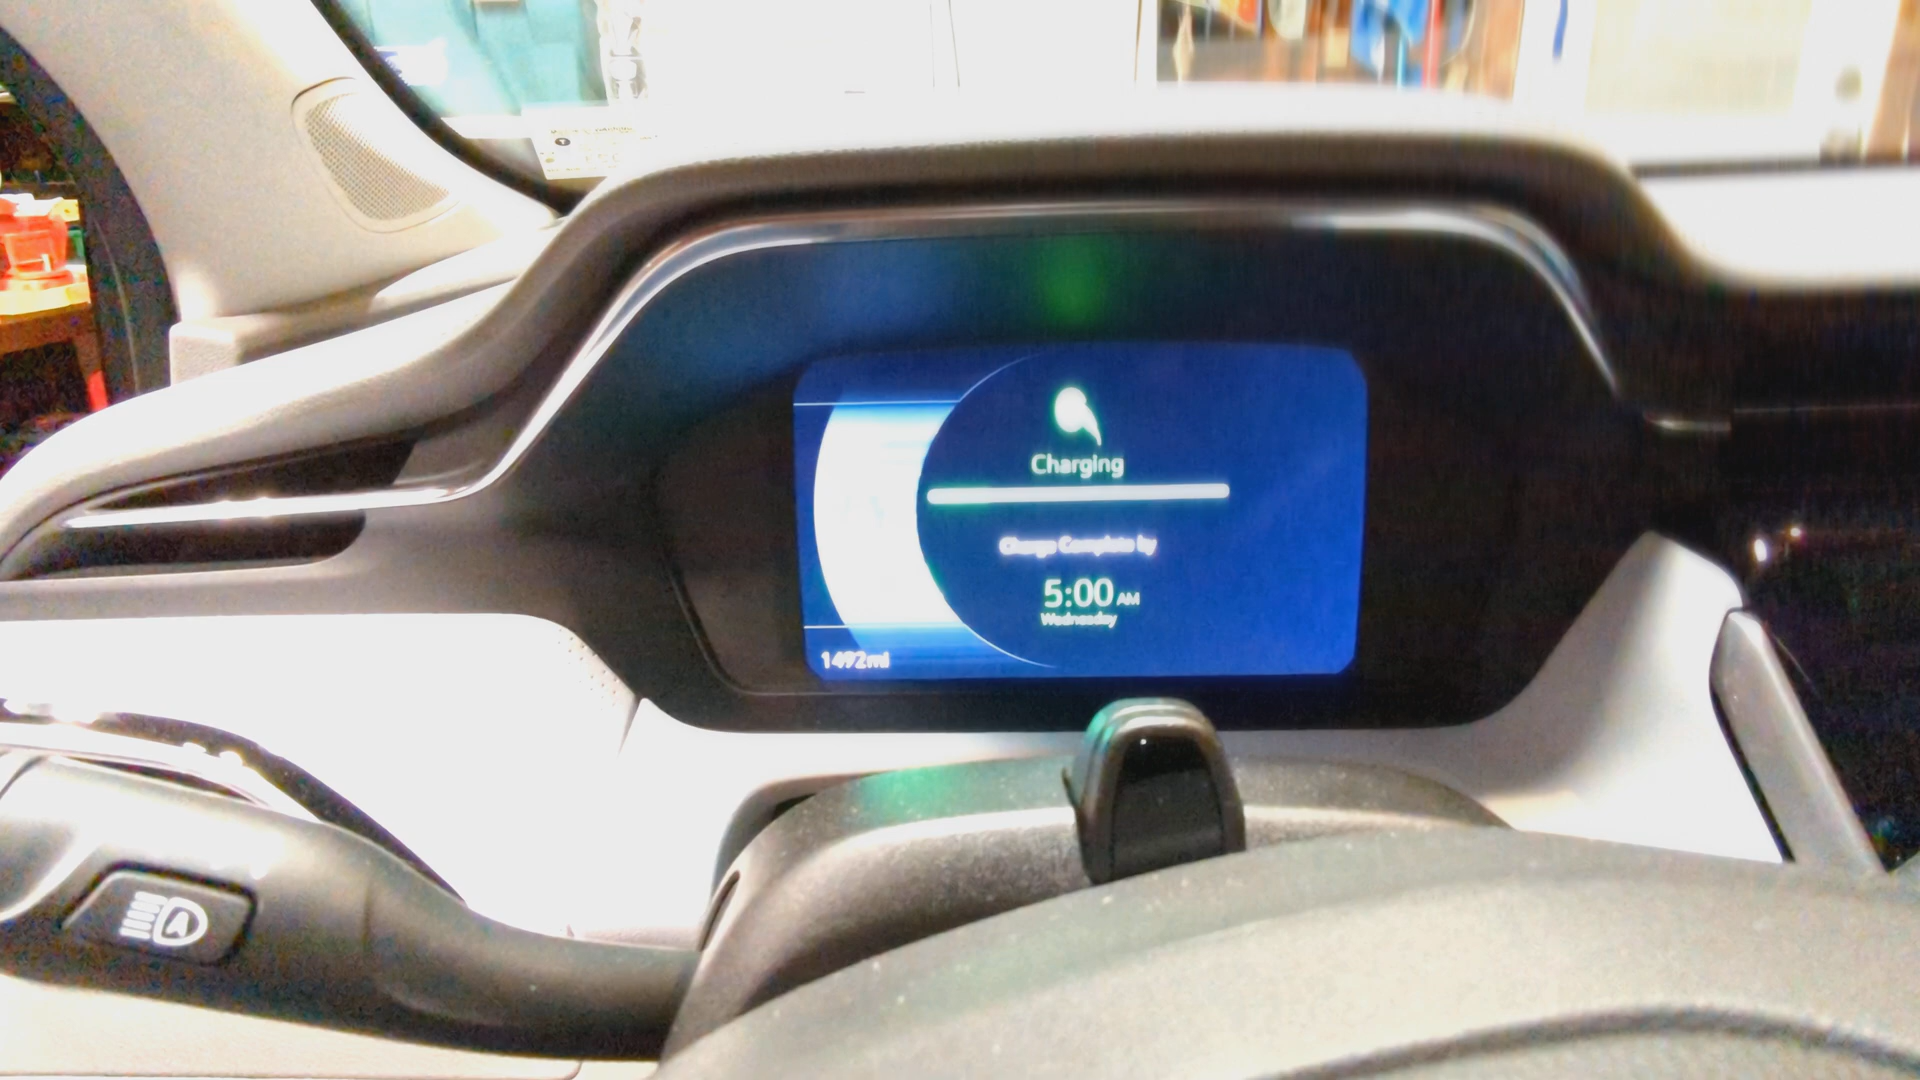 Charging
Charge Complete by
5:00 AM
Wednesday
1492mi
A